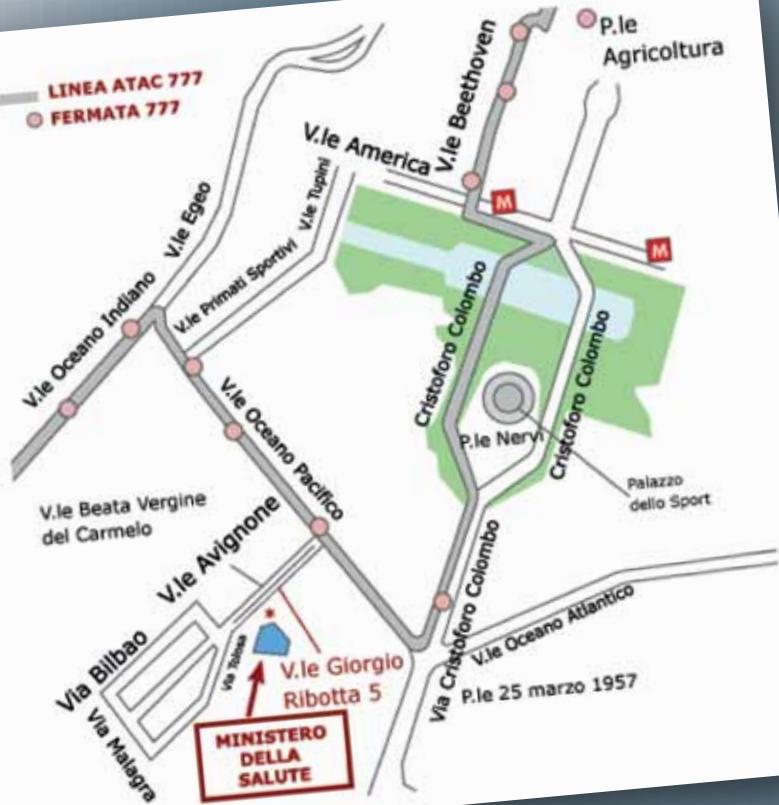 LINEA ATAC 777
FERMATA 777
P.le
Agricoltura
V.le Beethoven
V.le America
M
M
V.le Tupini
V.le Egeo
V.le Primati Sportivi
V.le Oceano Indiano
Cristoforo Colombo
Cristoforo Colombo
P.le Nervi
Palazzo
dello Sport
V.le Oceano Pacifico
V.le Beata Vergine
del Carmelo
V.le Avignone
Via Cristoforo Colombo
V.le Oceano Atlantico
P.le 25 marzo 1957
Via Bilbao
Via Tolosa
*
V.le Giorgio
Ribotta 5
Via Malagra
MINISTERO
DELLA
SALUTE